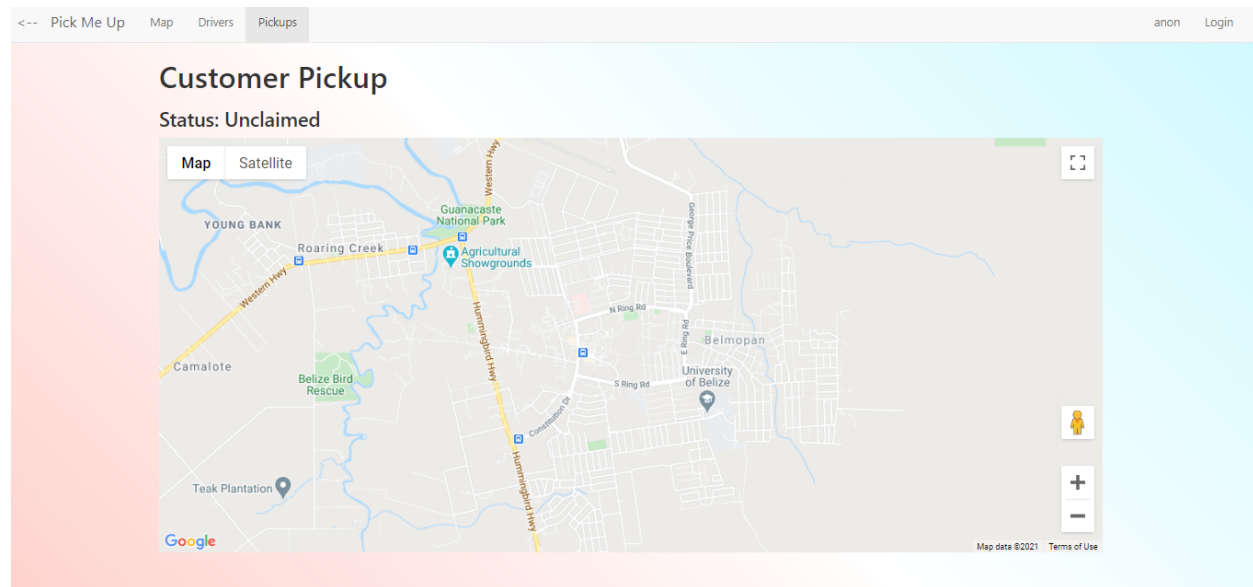 <-- Pick Me Up Map Drivers Pickups anon Login
Customer Pickup
Status: Unclaimed
Map Satellite
Western Hwy
Guanacaste
National Park
YOUNG BANK
Roaring Creek
Agricultural
Showgrounds
George Price Boulevard
Western Hwy
Hummingbird Hwy
N Ring Rd
E Ring Rd
Belmopan
Camalote
Belize Bird
Rescue
S Ring Rd
University
of Belize
Constitution Dr
Hummingbird Hwy
Teak Plantation
Google
Map data ©2021 Terms of Use